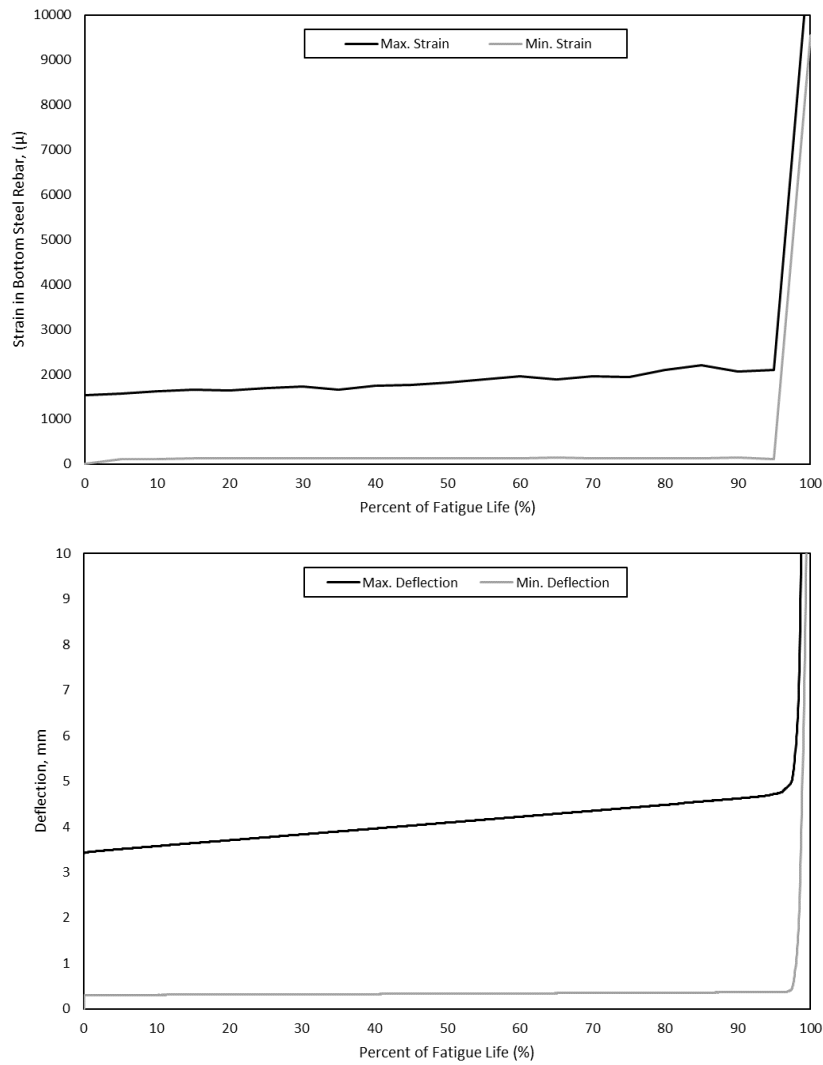 10000
9000
8000
7000
6000
5000
4000
3000
2000
1000
0
Strain in Bottom Steel Rebar, (μ)
Max. Strain Min. Strain
0 10 20 30 40 50 60 70 80 90 100
Percent of Fatigue Life (%)
10
9
8
7
6
5
4
3
2
1
0
Deflection, mm
Max. Deflection Min. Deflection
0 10 20 30 40 50 60 70 80 90 100
Percent of Fatigue Life (%)